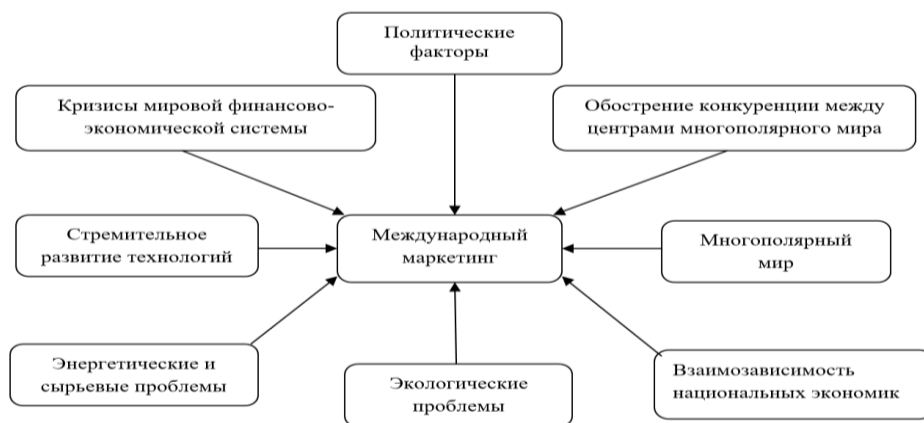 Политические
факторы
Кризисы мировой финансово-
экономической системы
Обострение конкуренции между
центрами многополярного мира
Стремительное
развитие технологий
Международный
маркетинг
Многополярный
мир
Энергетические и
сырьевые проблемы
Экологические
проблемы
Взаимозависимость
национальных экономик